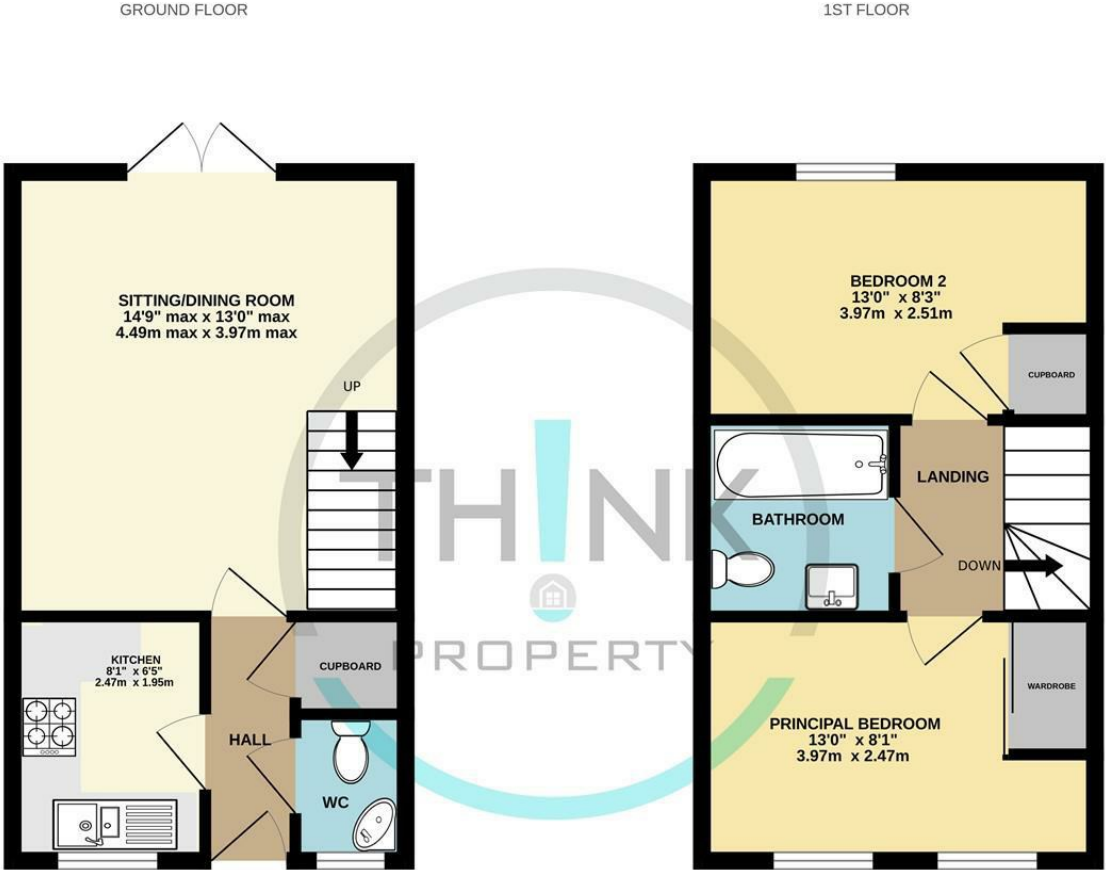 GROUND FLOOR
1ST FLOOR
SITTING/DINING ROOM
14'9" max x 13'0" max
4.49m max x 3.97m max
UP
KITCHEN
8'1" x 6'5"
2.47m x 1.95m
HALL
CUPBOARD
WC
BEDROOM 2
13'0" x 8'3"
3.97m x 2.51m
CUPBOARD
LANDING
BATHROOM
DOWN
WARDROBE
PRINCIPAL BEDROOM
13'0" x 8'1"
3.97m x 2.47m
TH!NK
PROPERTY